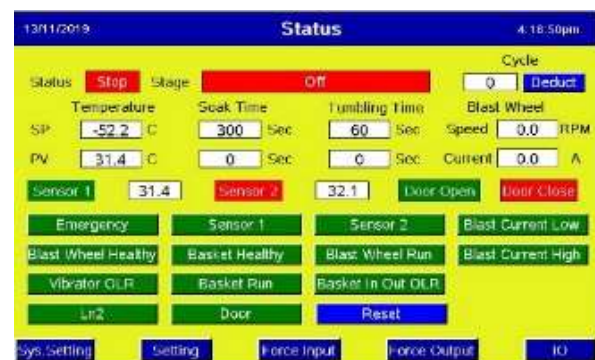 13/11/2019 Status 4:18:50pm
Cycle
Status Stop Stage Off 0 Deduct
Temperature Soak Time Tumbling Time Blast Wheel
SP -52.2 C 300 Sec 60 Sec Speed 0.0 RPM
PV 31.4 C 0 Sec 0 Sec Current 0.0 A
Sensor 1 31.4 Sensor 2 32.1 Door Open Door Close
Emergency Sensor 1 Sensor 2 Blast Current Low
Blast Wheel Healthy Basket Healthy Blast Wheel Run Blast Current High
Vibrator OLR Basket Run Basket In Out OLR
Ln2 Door Reset
Sys.Setting Setting Force Input Force Output IO